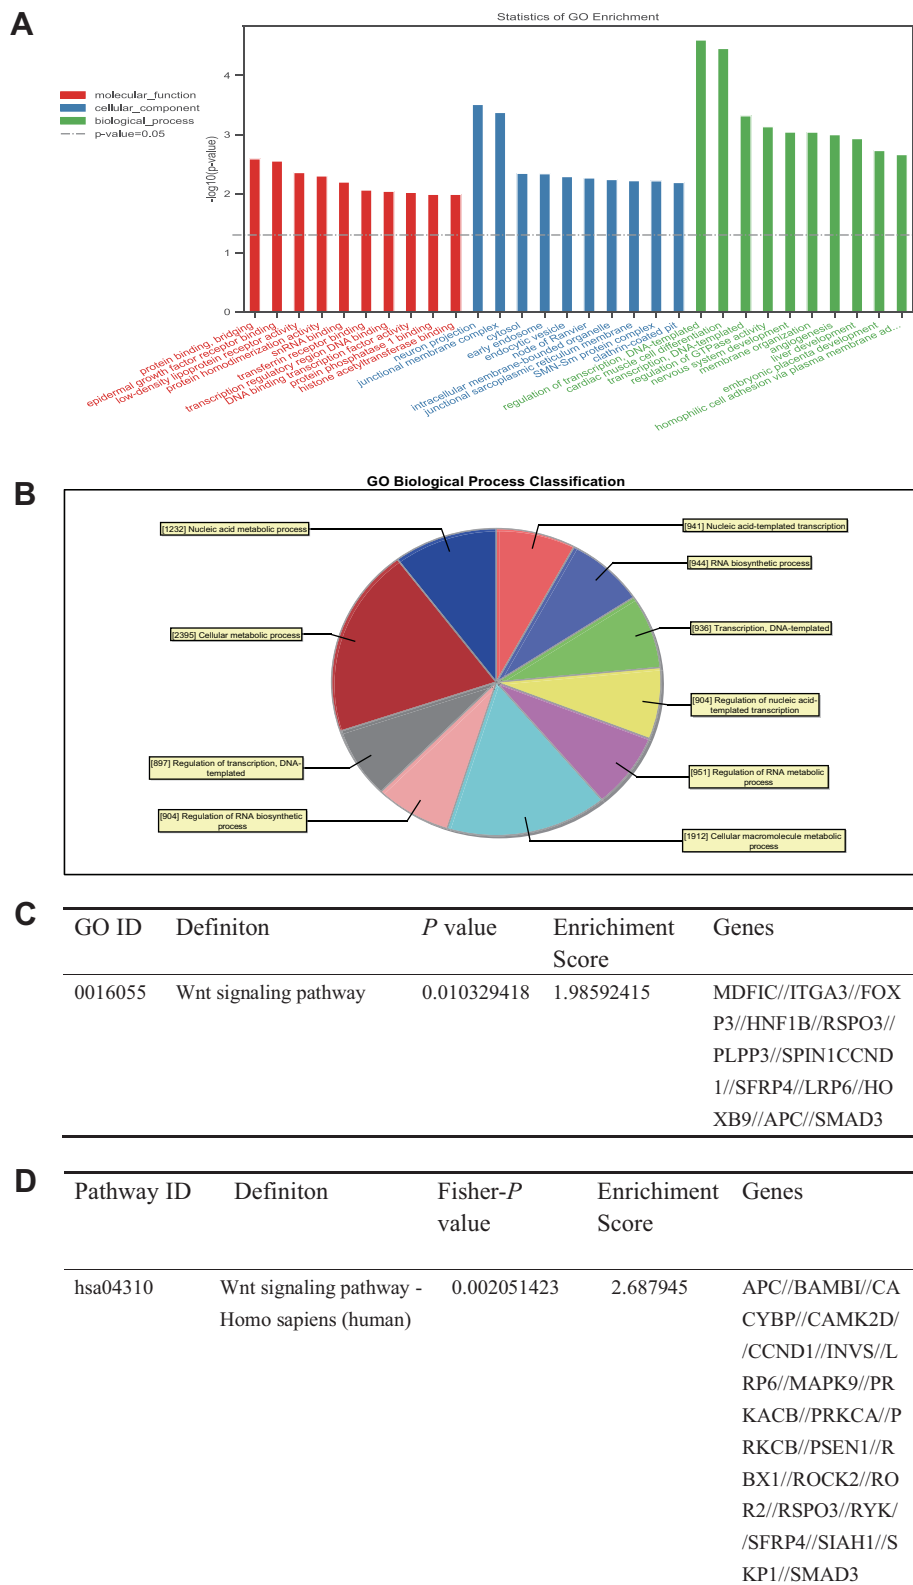 A
Statistics of GO Enrichment
molecular_function
cellular_component
biological_process
p-value=0.05
-log10(p-value)
4
3
2
1
0
protein binding, bridging
epidermal growth factor receptor binding
low-density lipoprotein receptor activity
protein homodimerization activity
snRNA binding
transferrin receptor binding
transcription regulatory region DNA binding
DNA binding transcription factor activity
protein phosphatase 1 binding
histone acetyltransferase binding
neuron projection
junctional membrane complex
cytosol
early endosome
endocytic vesicle
node of Ranvier
intracellular membrane-bounded organelle
junctional sarcoplasmic reticulum membrane
SMN-Sm protein complex
clathrin-coated pit
regulation of transcription, DNA-templated
cardiac muscle cell differentiation
transcription, DNA-templated
regulation of GTPase activity
nervous system development
membrane organization
angiogenesis
liver development
embryonic placenta development
homophilic cell adhesion via plasma membrane ad...
B
GO Biological Process Classification
[1232] Nucleic acid metabolic process
[941] Nucleic acid-templated transcription
[944] RNA biosynthetic process
[2395] Cellular metabolic process
[936] Transcription, DNA-templated
[904] Regulation of nucleic acid-
templated transcription
[897] Regulation of transcription, DNA-
templated
[951] Regulation of RNA metabolic
process
[904] Regulation of RNA biosynthetic
process
[1912] Cellular macromolecule metabolic
process
C
GO ID Definiton P value Enrichiment Genes
Score
0016055 Wnt signaling pathway 0.010329418 1.98592415 MDFIC//ITGA3//FOX
P3//HNF1B//RSPO3//
PLPP3//SPIN1CCND
1//SFRP4//LRP6//HO
XB9//APC//SMAD3
D
Pathway ID Definiton Fisher-P Enrichiment Genes
value Score
hsa04310 Wnt signaling pathway - 0.002051423 2.687945 APC//BAMBI//CA
Homo sapiens (human) CYBP//CAMK2D/
/CCND1//INVS//L
RP6//MAPK9//PR
KACB//PRKCA//P
RKCB//PSEN1//R
BX1//ROCK2//RO
R2//RSPO3//RYK/
/SFRP4//SIAH1//S
KP1//SMAD3